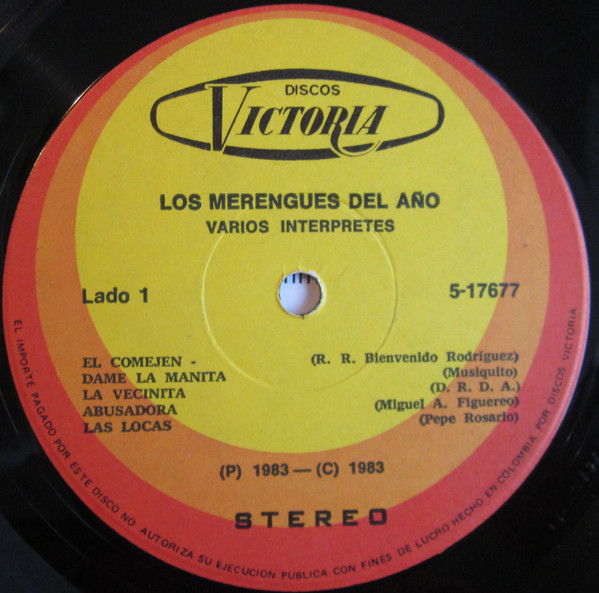 DISCOS
VICTORIA
LOS MERENGUES DEL AÑO
VARIOS INTERPRETES
Lado 1
5-17677
EL COMEJEN - (R. R. Bienvenido Rodríguez)
DAME LA MANITA (Musiquito)
LA VECINITA (D. R. D. A.)
ABUSADORA (Miguel A. Figuereo)
LAS LOCAS (Pepe Rosario)
(P) 1983 — (C) 1983
STEREO
EL IMPORTE PAGADO POR ESTE DISCO NO AUTORIZA SU EJECUCION PUBLICA CON FINES DE LUCRO HECHO EN COLOMBIA POR DISCOS VICTORIA